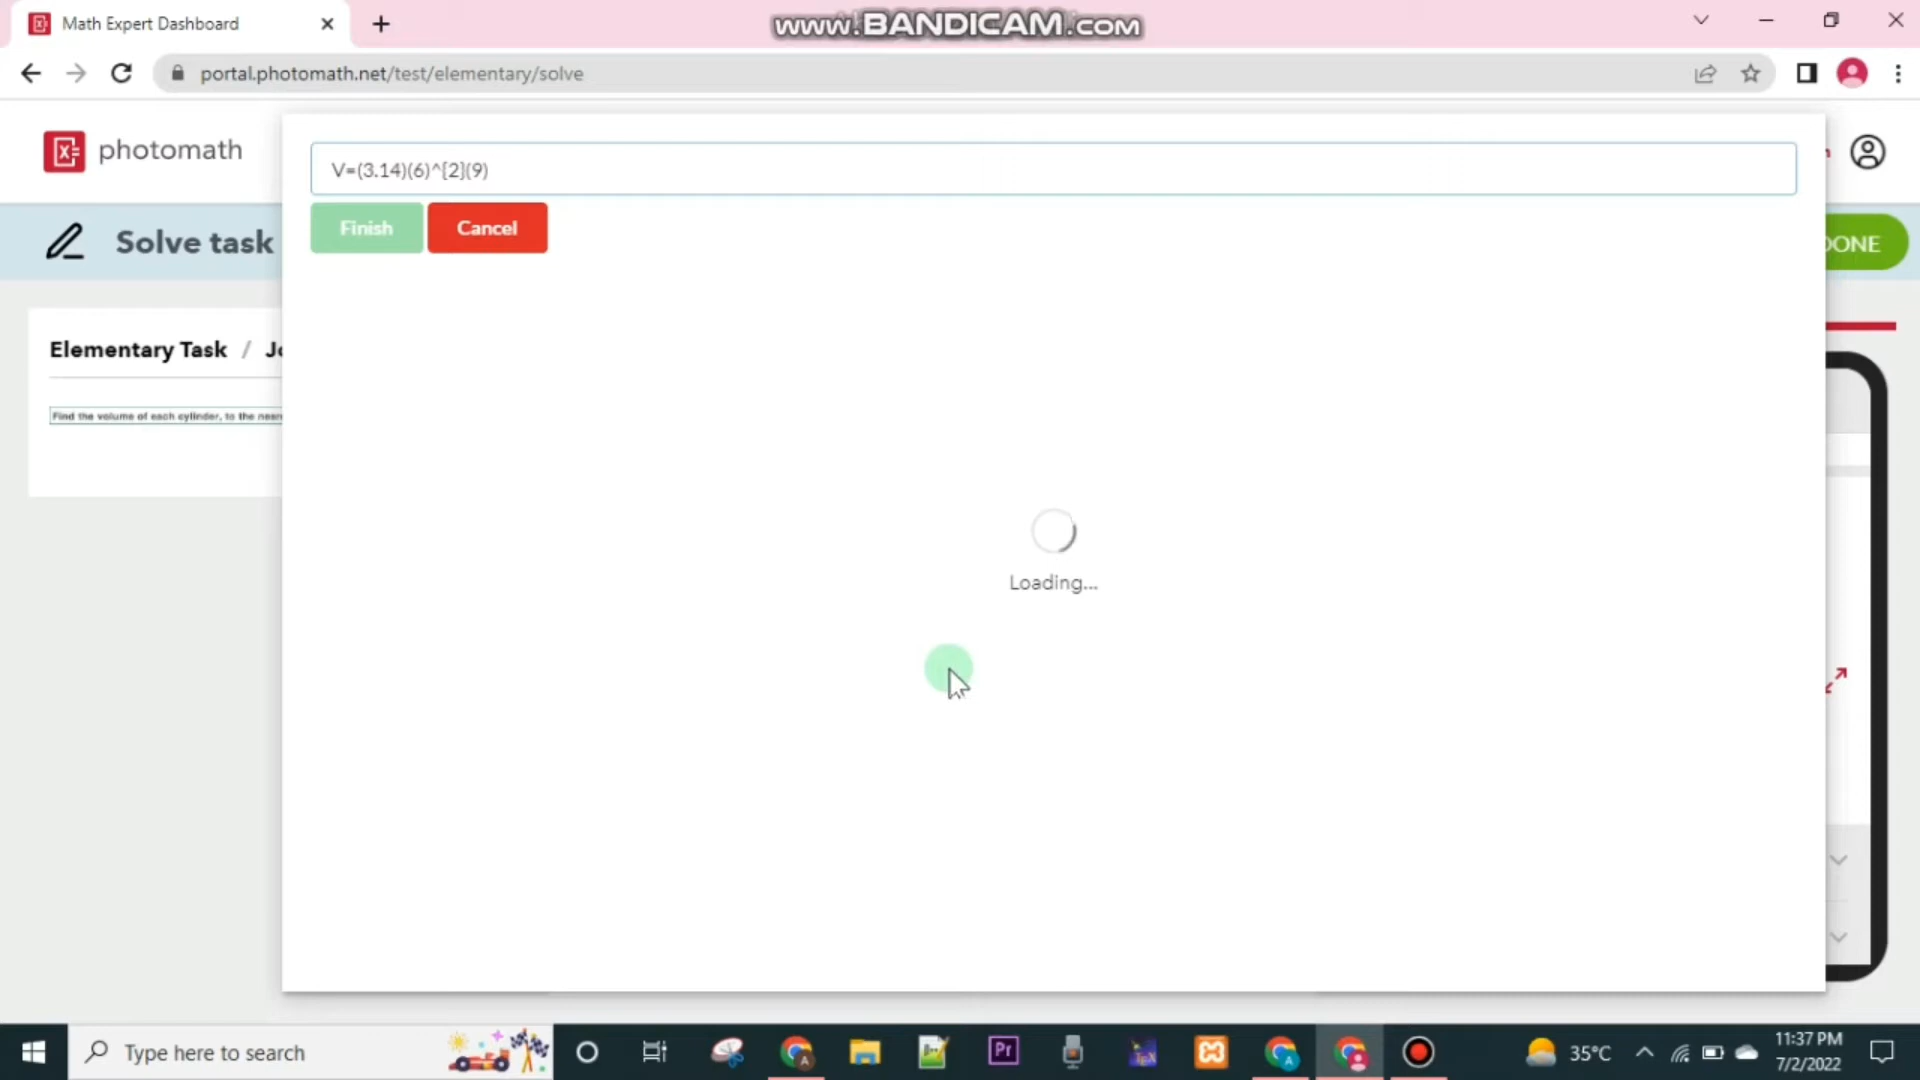 Math Expert Dashboard
www.BANDICAM.com
portal.photomath.net/test/elementary/solve
photomath
V=(3.14)(6)^{2}(9)
Finish
Cancel
Solve task
DONE
Elementary Task /
Find the volume of each cylinder, to the
Loading...
Type here to search
Pr
35°C
11:37 PM
7/2/2022